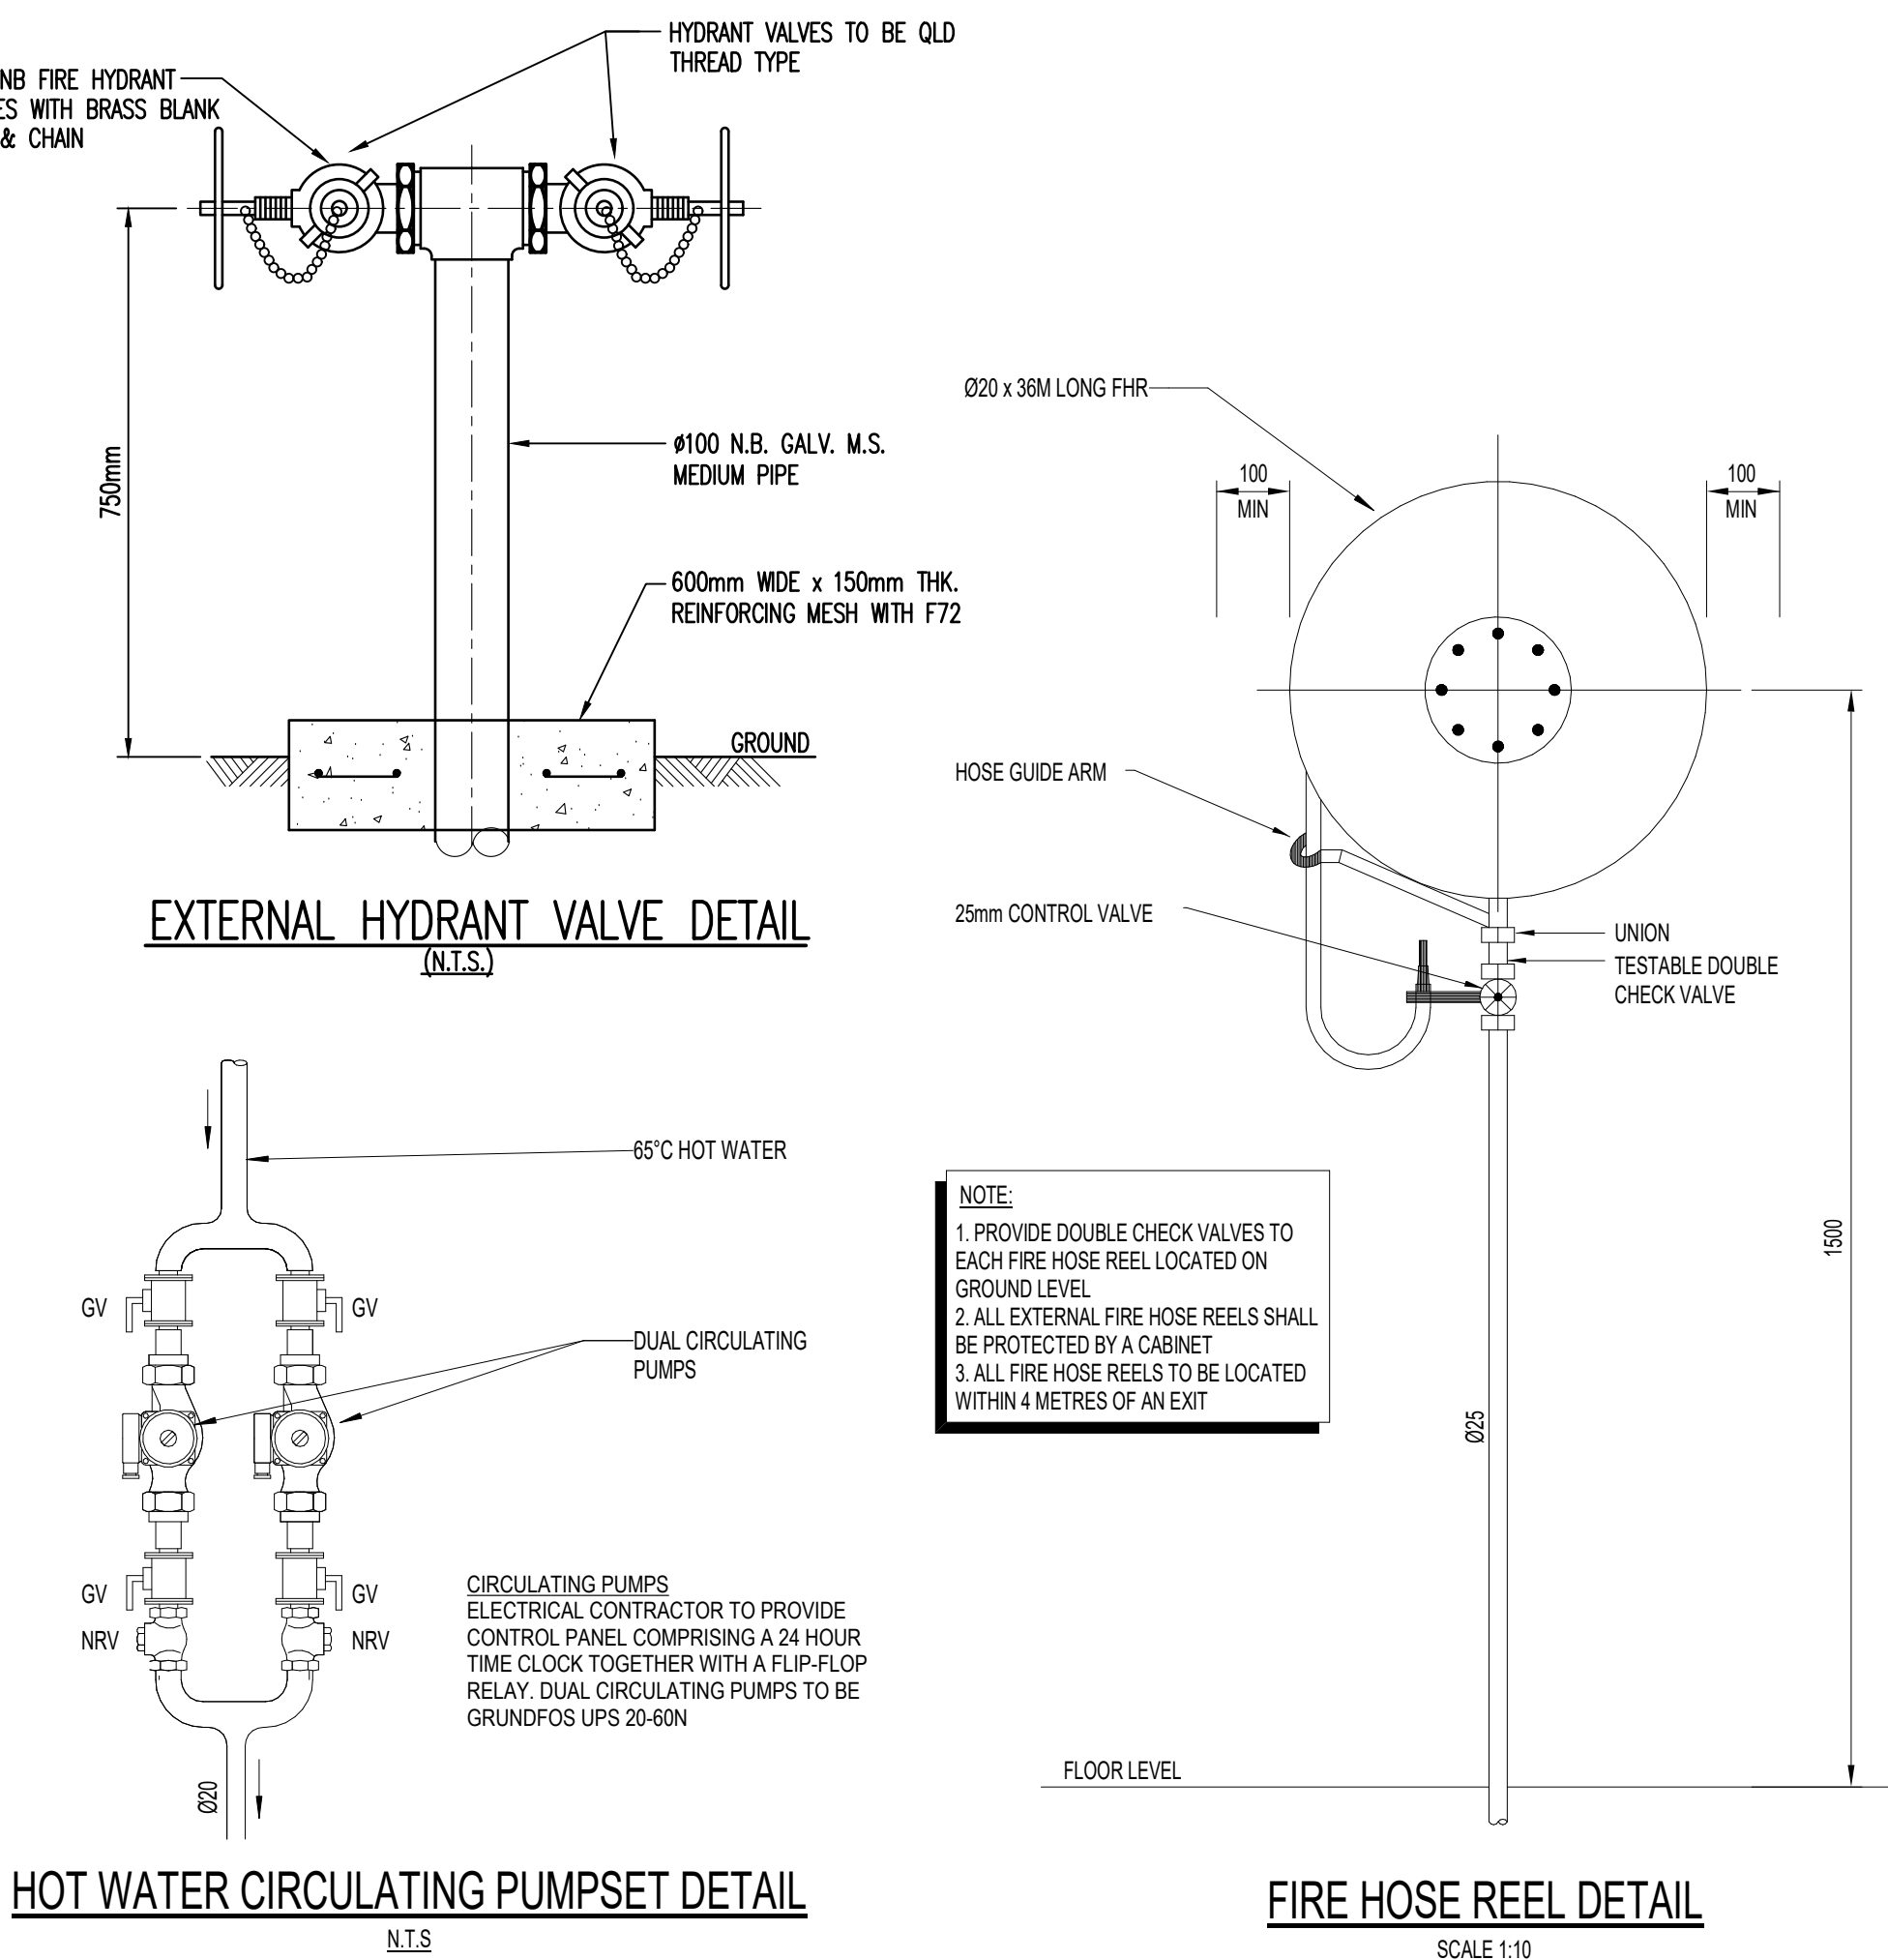 HYDRANT VALVES TO BE QLD
THREAD TYPE
NB FIRE HYDRANT
WITH BRASS BLANK
& CHAIN
750mm
ø100 N.B. GALV. M.S.
MEDIUM PIPE
600mm WIDE x 150mm THK.
REINFORCING MESH WITH F72
GROUND
EXTERNAL HYDRANT VALVE DETAIL
(N.T.S.)
65°C HOT WATER
GV
GV
DUAL CIRCULATING
PUMPS
GV
GV
NRV
NRV
CIRCULATING PUMPS
ELECTRICAL CONTRACTOR TO PROVIDE
CONTROL PANEL COMPRISING A 24 HOUR
TIME CLOCK TOGETHER WITH A FLIP-FLOP
RELAY. DUAL CIRCULATING PUMPS TO BE
GRUNDFOS UPS 20-60N
Ø20
HOT WATER CIRCULATING PUMPSET DETAIL
N.T.S
Ø20 x 36M LONG FHR
100
MIN
100
MIN
HOSE GUIDE ARM
25mm CONTROL VALVE
UNION
TESTABLE DOUBLE
CHECK VALVE
NOTE:
1. PROVIDE DOUBLE CHECK VALVES TO
EACH FIRE HOSE REEL LOCATED ON
GROUND LEVEL
2. ALL EXTERNAL FIRE HOSE REELS SHALL
BE PROTECTED BY A CABINET
3. ALL FIRE HOSE REELS TO BE LOCATED
WITHIN 4 METRES OF AN EXIT
1500
Ø25
FLOOR LEVEL
FIRE HOSE REEL DETAIL
SCALE 1:10